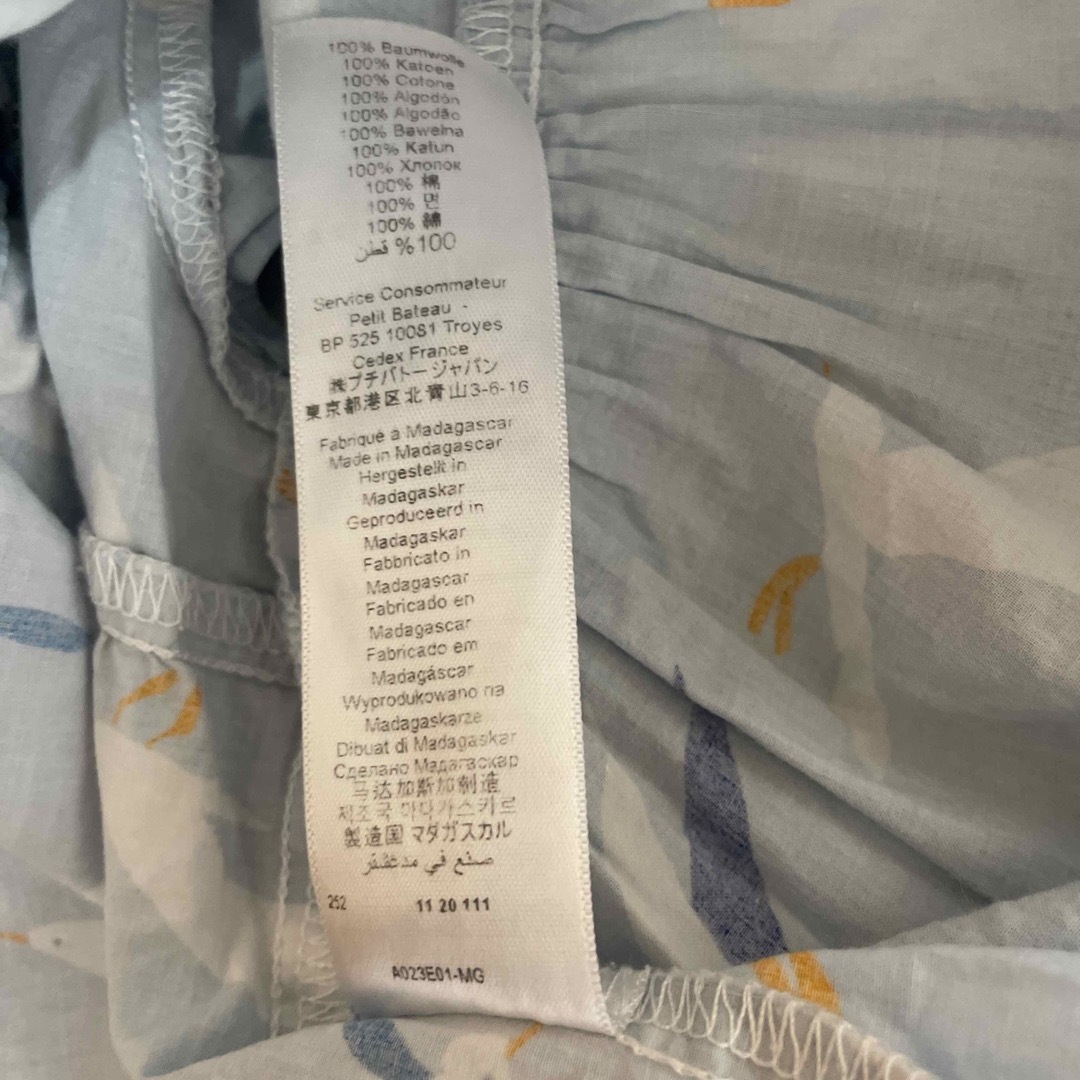 100% Baumwolle
100% Katoen
100% Cotone
100% Algodón
100% Algodão
100% Bawełna
100% Katun
100% Хлопок
100% 棉
100% 면
100% 綿
قطن %100
Service Consommateur
Petit Bateau -
BP 525 10081 Troyes
Cedex France
㈱プチバトージャパン
東京都港区北青山3-6-16
Fabriqué à Madagascar
Made in Madagascar
Hergestellt in
Madagaskar
Geproduceerd in
Madagaskar
Fabbricato in
Madagascar
Fabricado en
Madagascar
Fabricado em
Madagáscar
Wyprodukowano na
Madagaskarze
Dibuat di Madagaskar
Сделано Мадагаскар
马达加斯加制造
제조국 마다가스카르
製造国 マダガスカル
صنع في مدغشقر
252 11 20 111
A023E01-MG